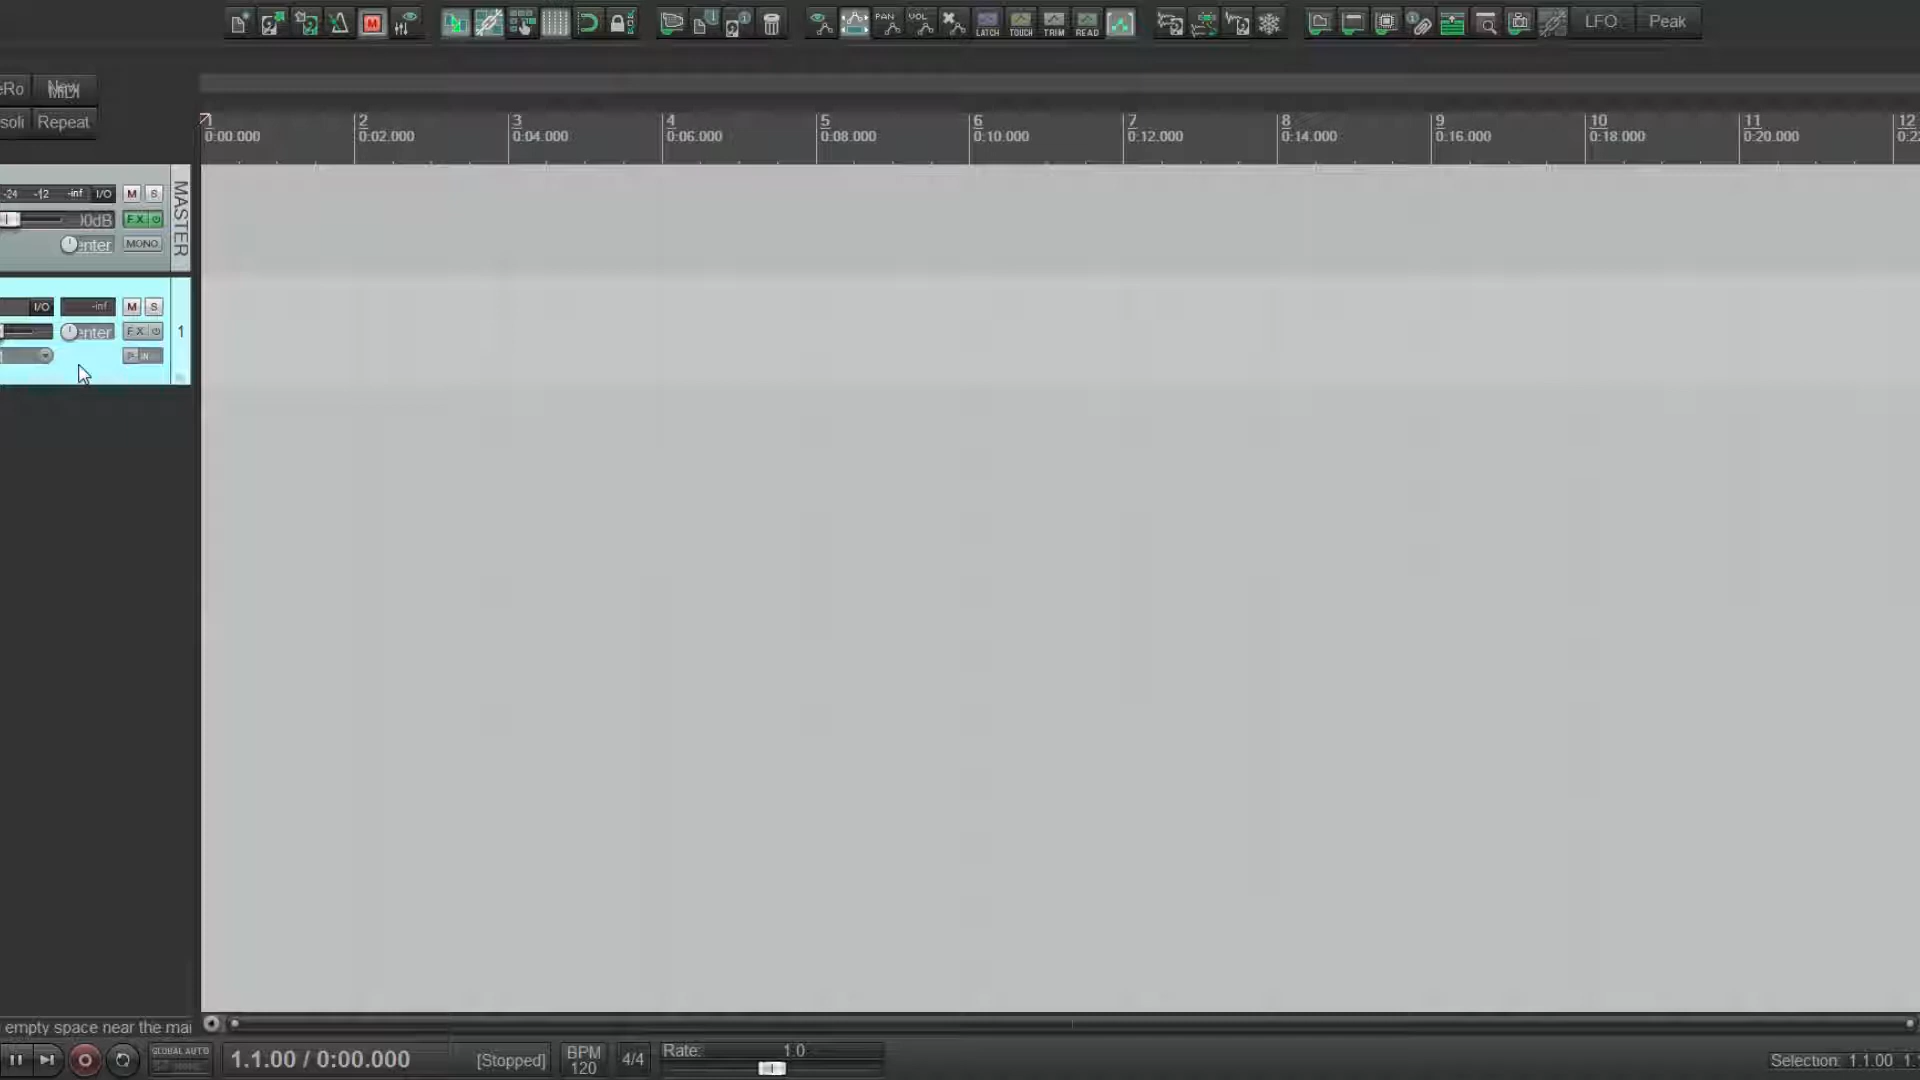 PAN
VOL
LATCH
TOUCH
TRIM
READ
LFO
Peak
eRo
soli
Repeat
1 2 3 4 5 6 7 8 9 10 11 12
0:00.000 0:02.000 0:04.000 0:06.000 0:08.000 0:10.000 0:12.000 0:14.000 0:16.000 0:18.000 0:20.000 0:2
-24 -12 -inf I/O M S
)0dB FX
enter MONO
MASTER
I/O -inf M S
enter FX 1
IN
empty space near the mai
GLOBAL AUTO
1.1.00 / 0:00.000 [Stopped] BPM 120 4/4 Rate: 1.0 Selection: 1.1.00 1.